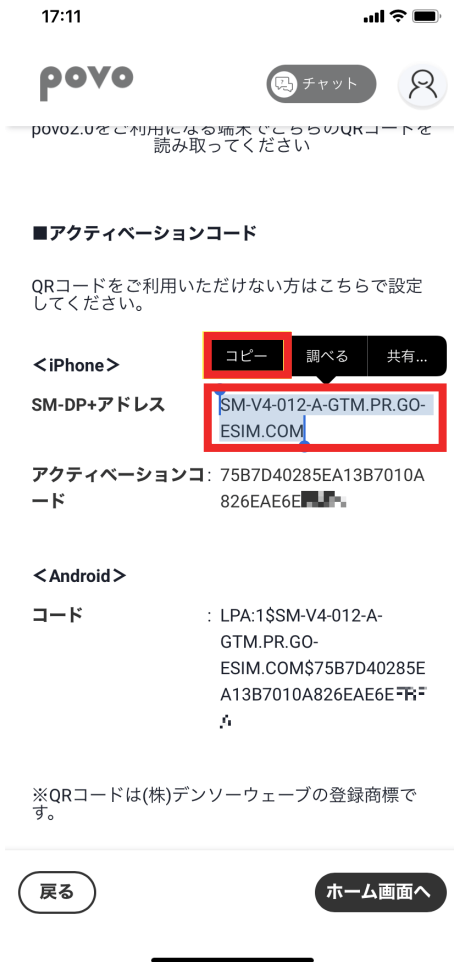 17:11
povo
チャット
povo2.0をご利用になる端末でこちらのQRコードを
読み取ってください
■アクティベーションコード
QRコードをご利用いただけない方はこちらで設定
してください。
＜iPhone＞
コピー 調べる 共有...
SM-DP+アドレス SM-V4-012-A-GTM.PR.GO-
ESIM.COM
アクティベーションコ : 75B7D40285EA13B7010A
ード 826EAE6E
＜Android＞
コード : LPA:1$SM-V4-012-A-
GTM.PR.GO-
ESIM.COM$75B7D40285E
A13B7010A826EAE6E
※QRコードは(株)デンソーウェーブの登録商標で
す。
戻る ホーム画面へ